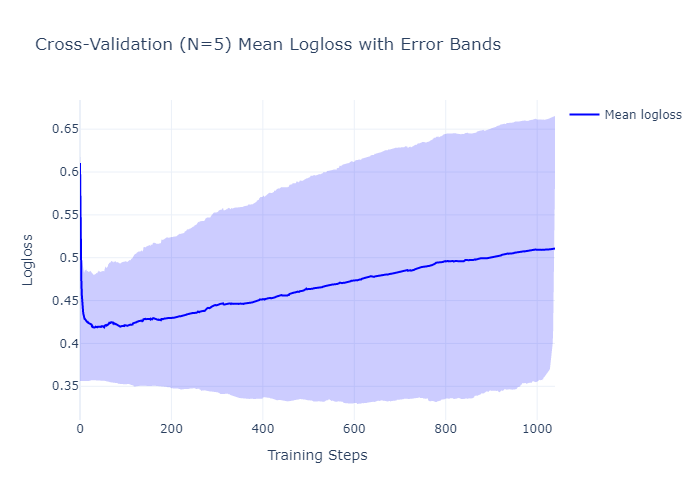 Cross-Validation (N=5) Mean Logloss with Error Bands
Mean logloss
0.65
0.6
0.55
0.5
0.45
0.4
0.35
Logloss
0 200 400 600 800 1000
Training Steps